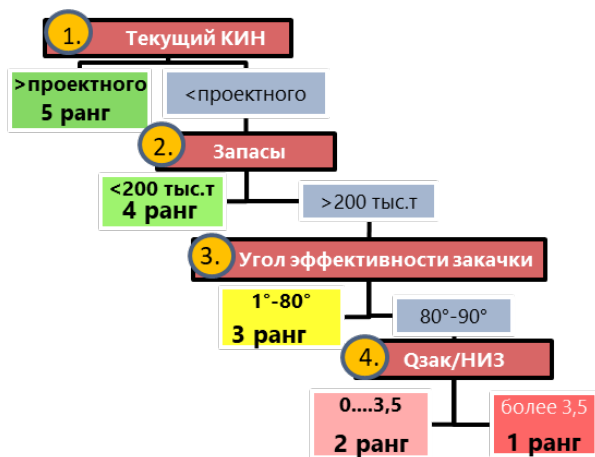 1. Текущий КИН
>проектного
5 ранг
<проектного
2. Запасы
<200 тыс.т
4 ранг
>200 тыс.т
3. Угол эффективности закачки
1°-80°
3 ранг
80°-90°
4. Qзак/НИЗ
0....3,5
2 ранг
более 3,5
1 ранг